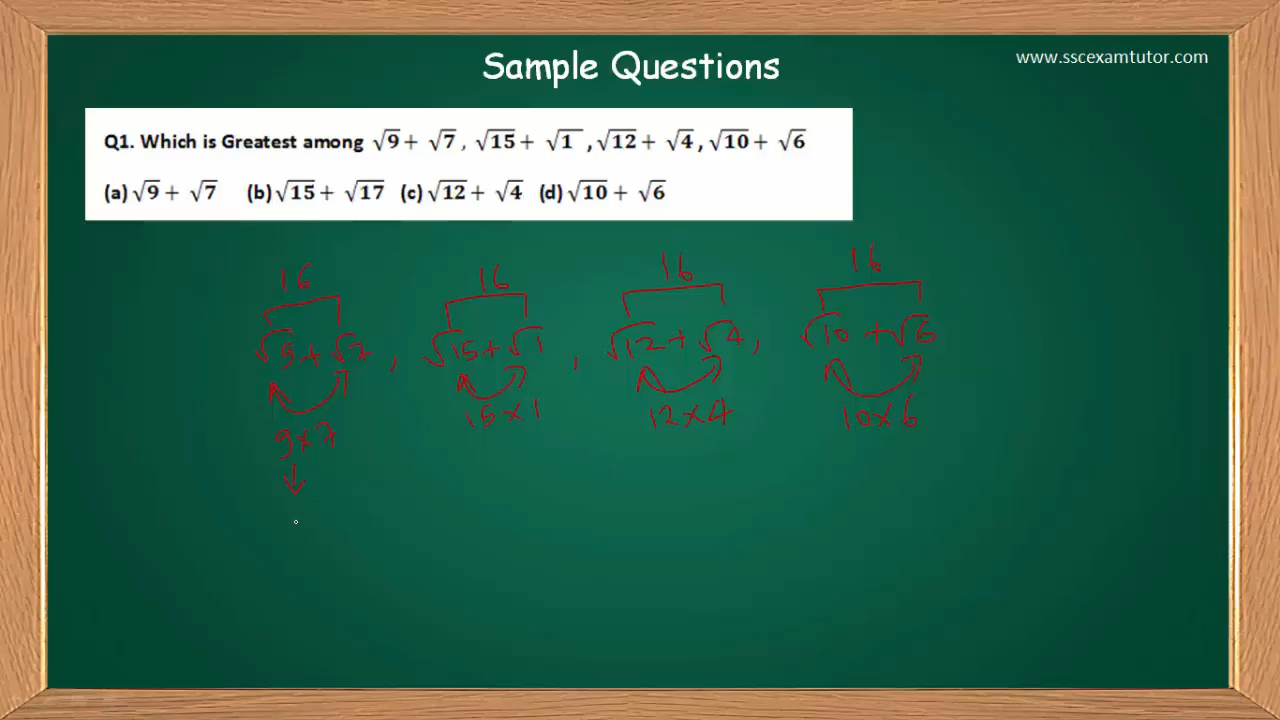 Sample Questions
www.sscexamtutor.com
Q1. Which is Greatest among √9 + √7 , √15 + √1 , √12 + √4 , √10 + √6
(a) √9 + √7 (b) √15 + √17 (c) √12 + √4 (d) √10 + √6
16 16 16 16
√9 + √7 , √15 + √1 , √12 + √4 , √10 + √6
9×7 15×1 12×4 10×6